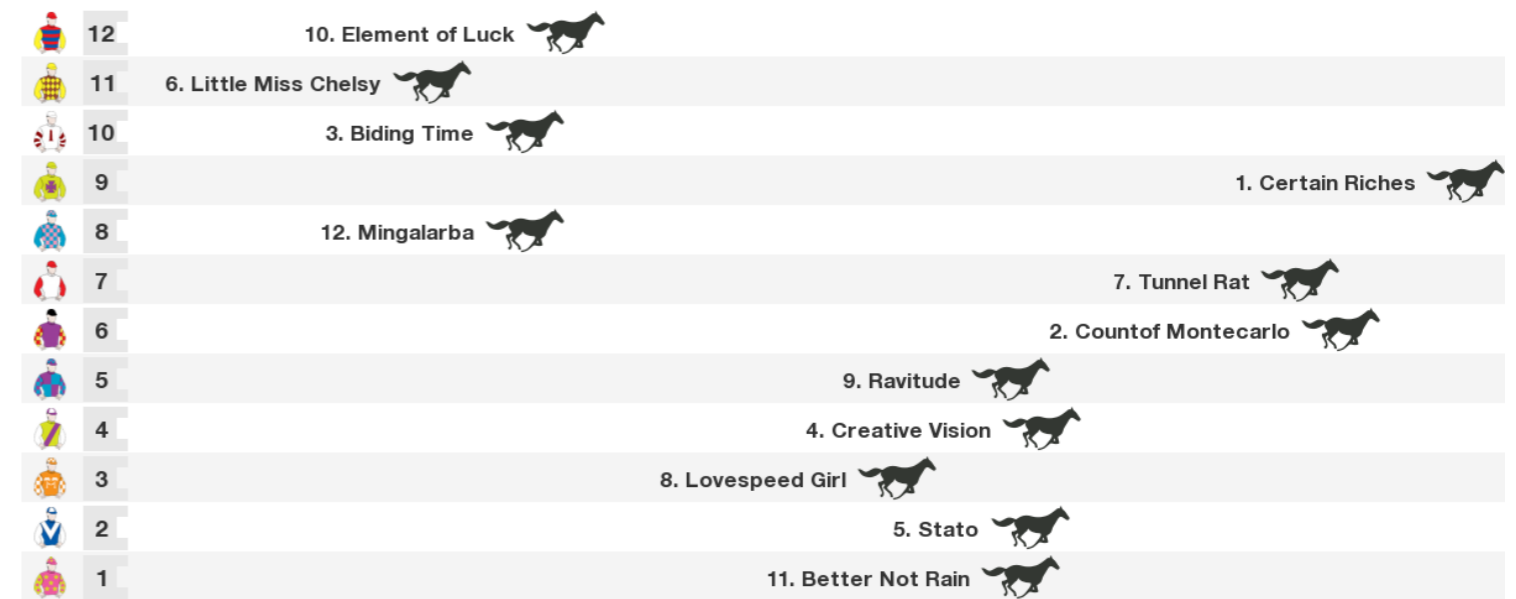 12 10. Element of Luck
11 6. Little Miss Chelsy
10 3. Biding Time
9 1. Certain Riches
8 12. Mingalarba
7 7. Tunnel Rat
6 2. Countof Montecarlo
5 9. Ravitude
4 4. Creative Vision
3 8. Lovespeed Girl
2 5. Stato
1 11. Better Not Rain